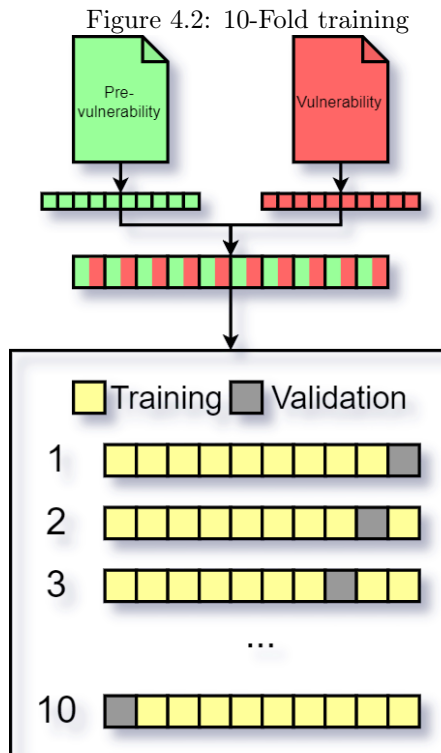 Figure 4.2: 10-Fold training
Pre-
vulnerability
Vulnerability
Training
Validation
1
2
3
...
10